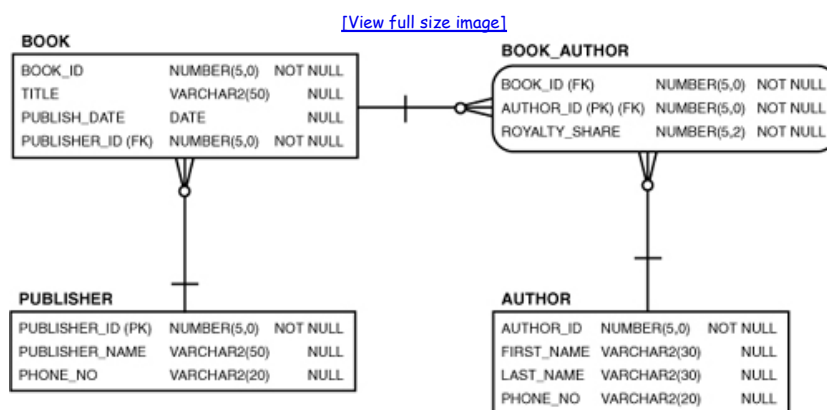 [View full size image]
BOOK
BOOK_ID NUMBER(5,0) NOT NULL
TITLE VARCHAR2(50) NULL
PUBLISH_DATE DATE NULL
PUBLISHER_ID (FK) NUMBER(5,0) NOT NULL
BOOK_AUTHOR
BOOK_ID (FK) NUMBER(5,0) NOT NULL
AUTHOR_ID (PK) (FK) NUMBER(5,0) NOT NULL
ROYALTY_SHARE NUMBER(5,2) NOT NULL
PUBLISHER
PUBLISHER_ID (PK) NUMBER(5,0) NOT NULL
PUBLISHER_NAME VARCHAR2(50) NULL
PHONE_NO VARCHAR2(20) NULL
AUTHOR
AUTHOR_ID NUMBER(5,0) NOT NULL
FIRST_NAME VARCHAR2(30) NULL
LAST_NAME VARCHAR2(30) NULL
PHONE_NO VARCHAR2(20) NULL